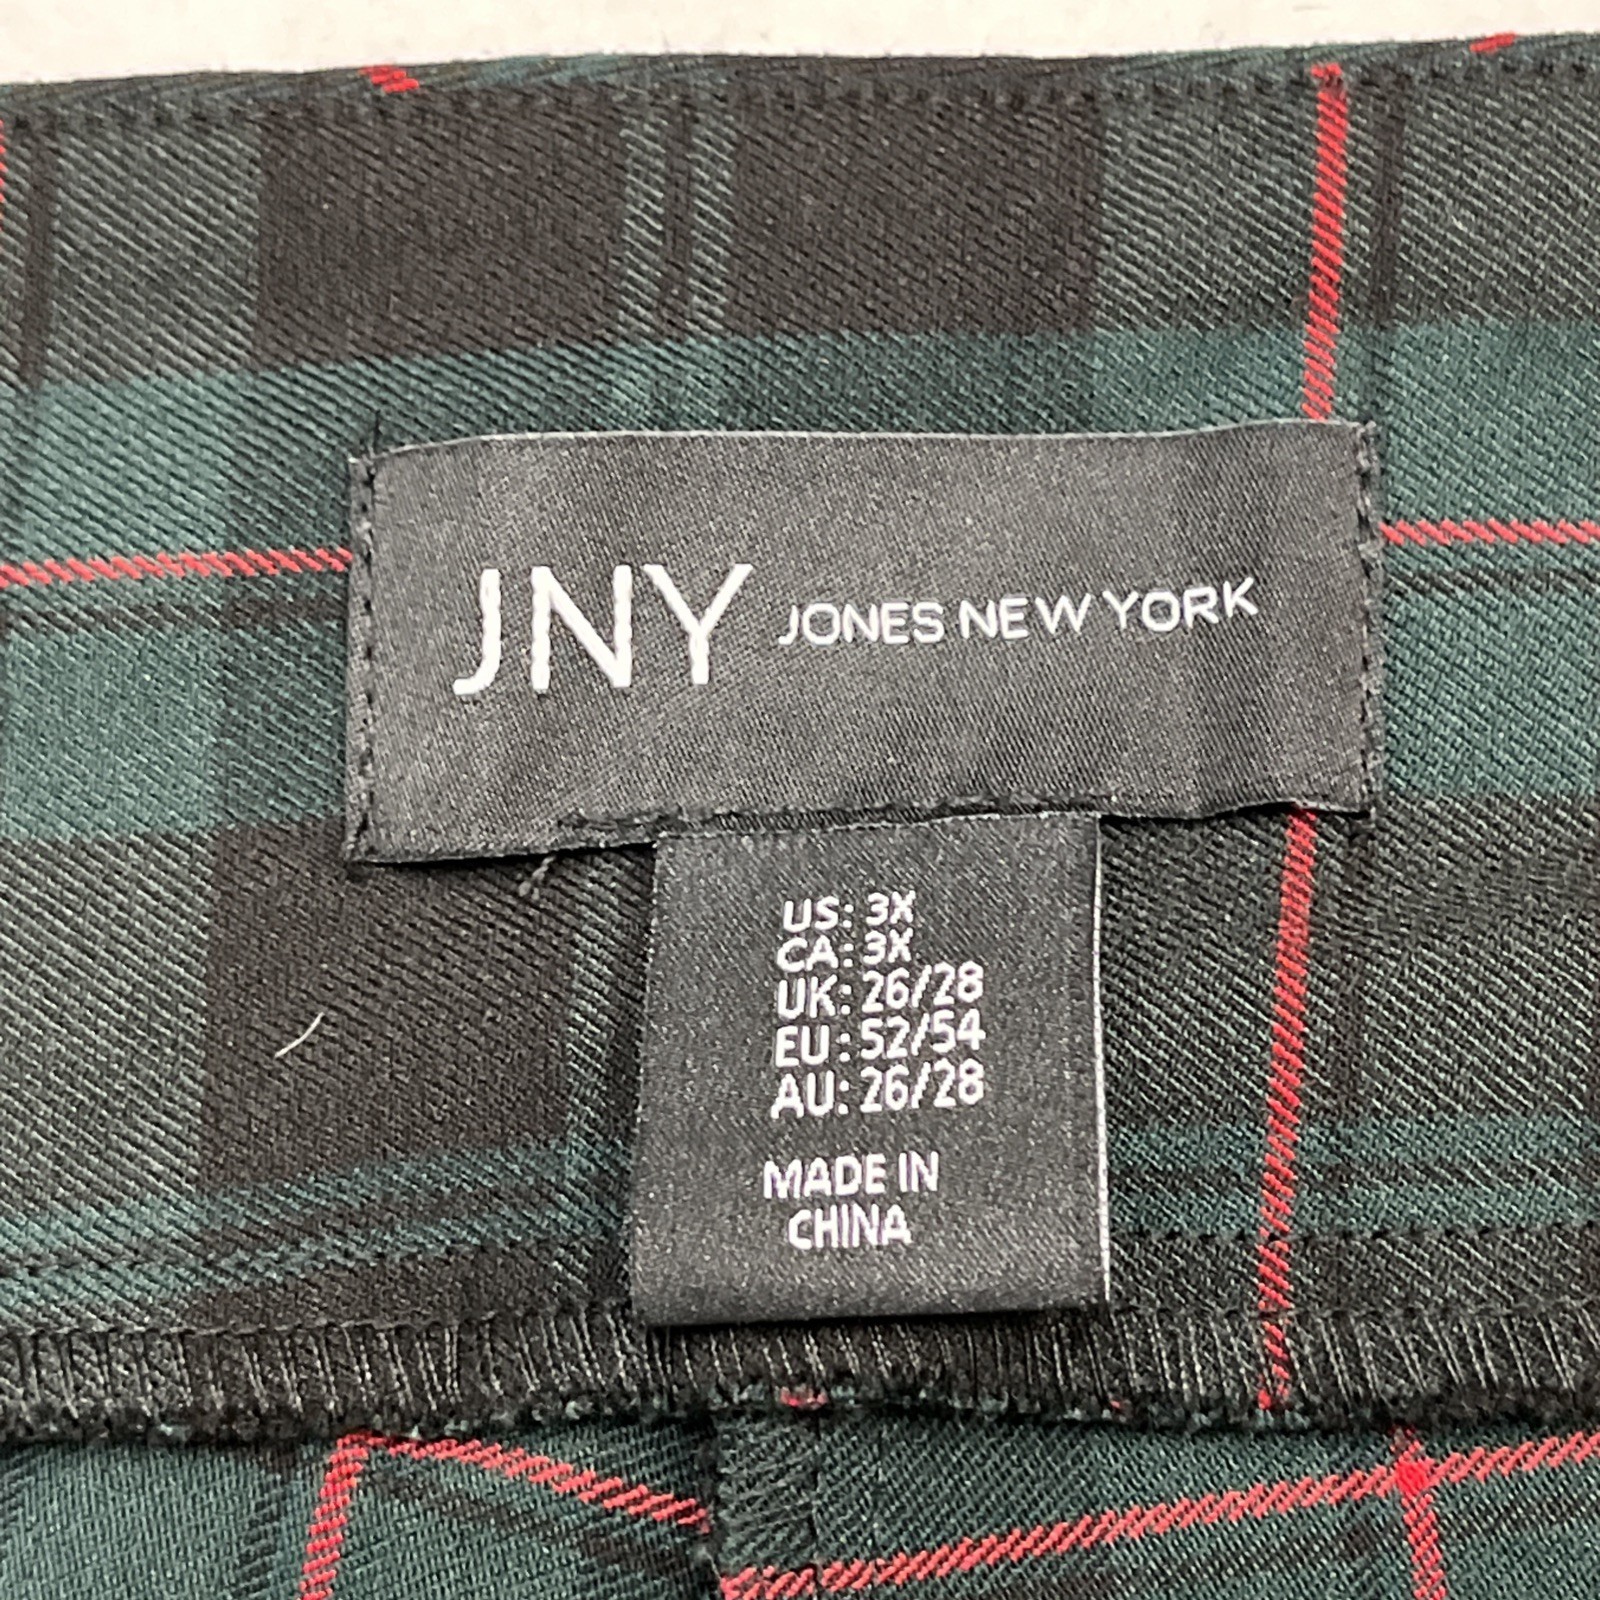 JNY JONES NEW YORK
US: 3X
CA: 3X
UK: 26/28
EU: 52/54
AU: 26/28
MADE IN
CHINA